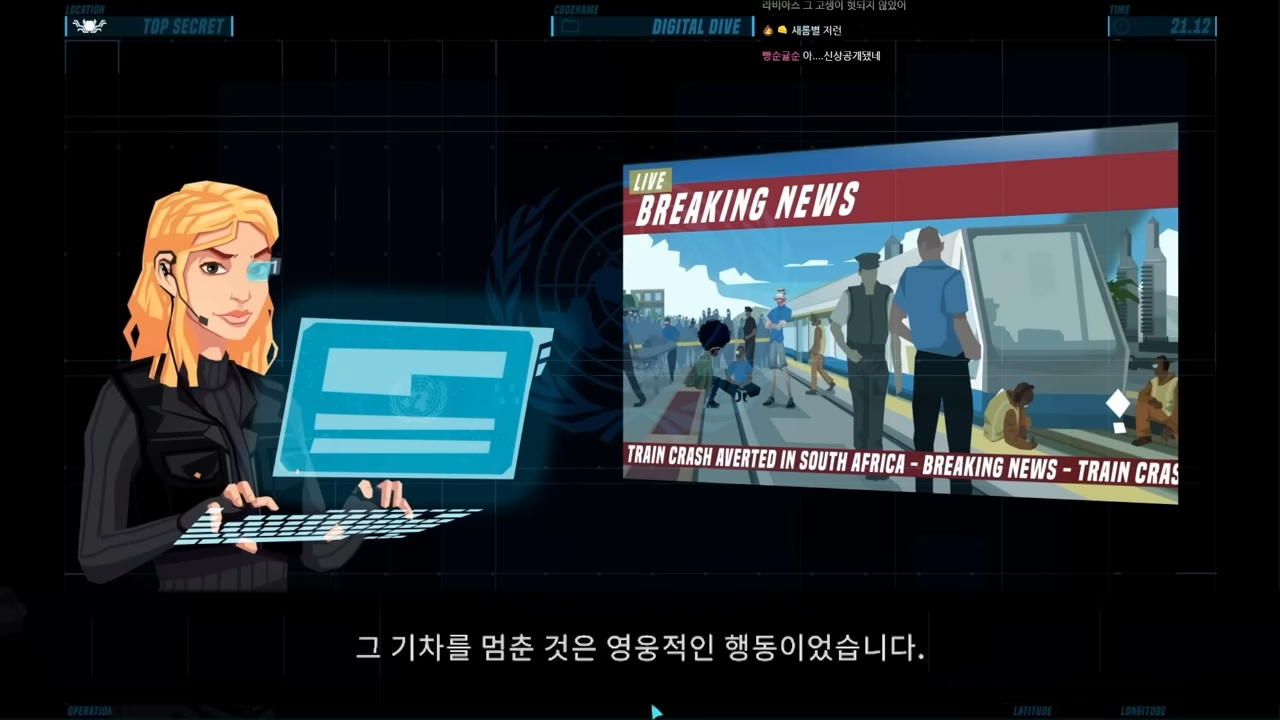 LOCATION
TOP SECRET
CODENAME
DIGITAL DIVE
라비아스 그 고생이 헛되지 않았어
새롬별 저런
빵순귤순 아....신상공개됐네
TIME
21.12
LIVE
BREAKING NEWS
TRAIN CRASH AVERTED IN SOUTH AFRICA - BREAKING NEWS - TRAIN CRAS
그 기차를 멈춘 것은 영웅적인 행동이었습니다.
OPERATION
LATITUDE
LONGITUDE